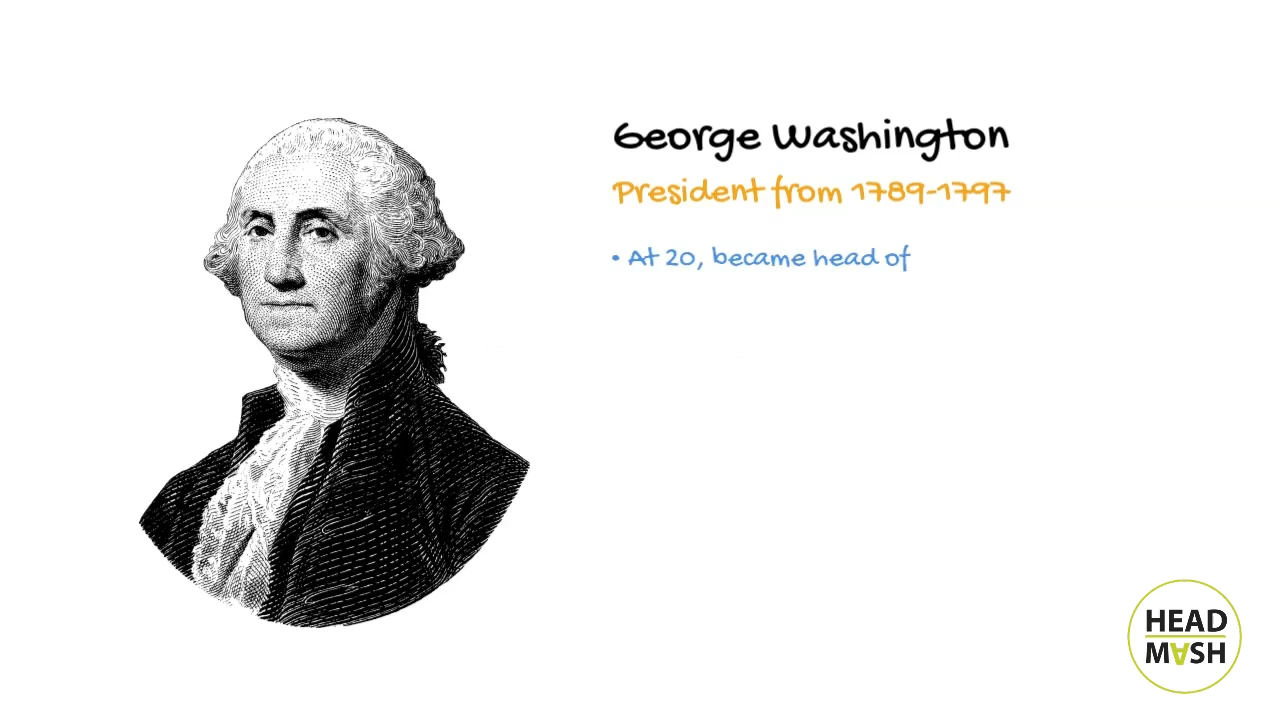 George Washington
President from 1789-1797
• At 20, became head of
HEAD
MASH